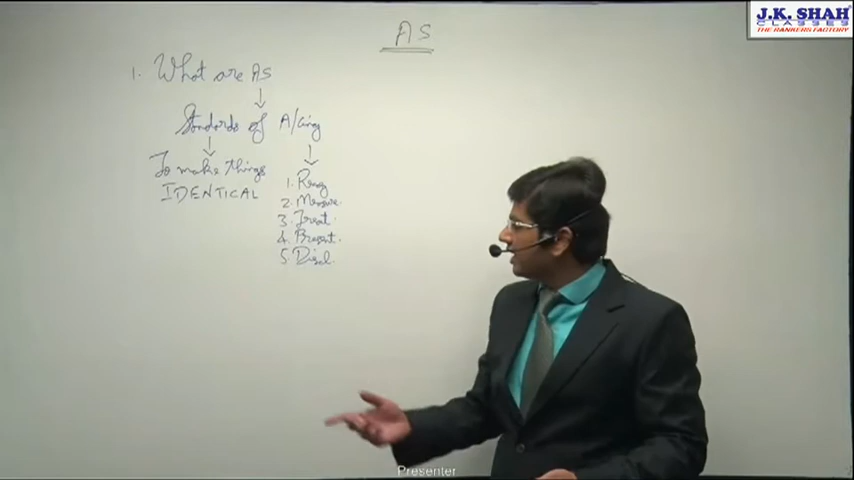 AS
J.K. SHAH
CLASSES
THE RANKERS FACTORY
1. What are AS
Standards of A/cing
To make things
IDENTICAL
1. Recog
2. Measure
3. Treat.
4. Present.
5. Discl.
Presenter